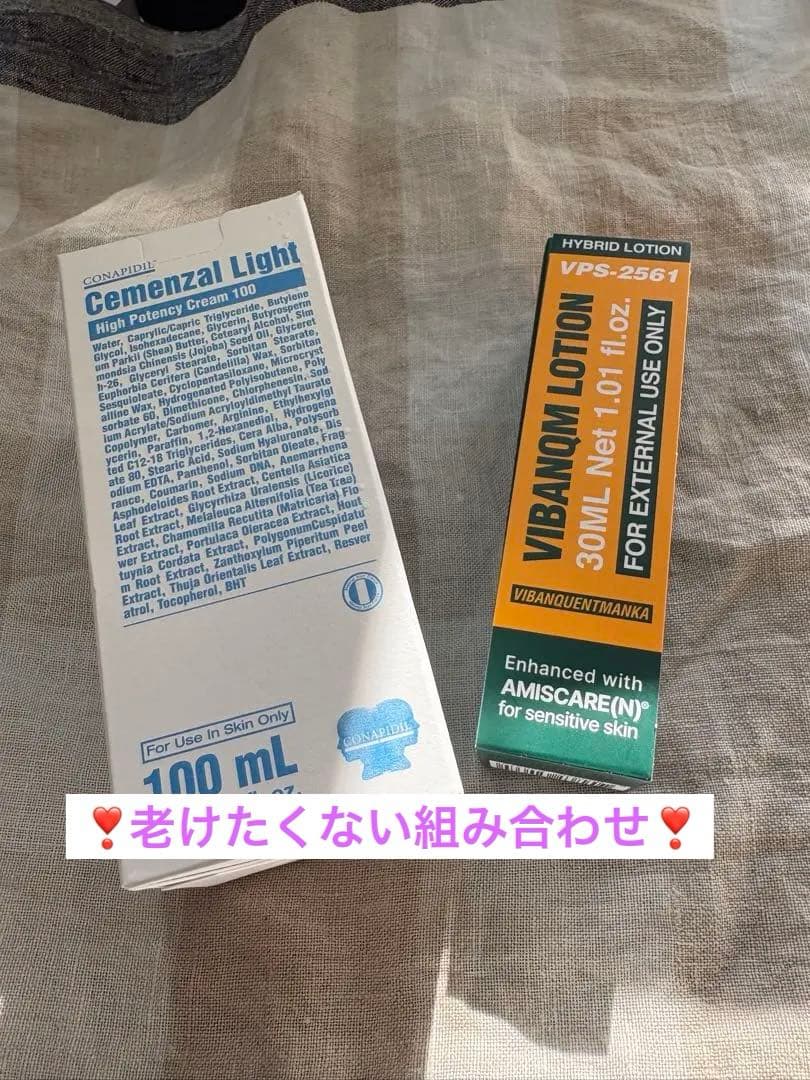 CONAPIDIL
Cemenzal Light
High Potency Cream 100
Water, Caprylic/Capric Triglyceride, Butylene
Glycol, Isohexadecone, Glycerin, Butyrosperm
um Parkii (Shea) Butter, Cetearyl Alcohol, Sim
mondsia Chinensis (Jojoba) Seed Oil, Glyceret
h-26, Glyceryl Stearate, Sorbitan Stearate,
Euphorbia Cerifera (Candelilla) Wax, Sorbitan
Sesquioleate, Cyclopentasiloxane, Microcryst
alline Wax, Hydrogonated Polyisobutene, Poly
sorbate 60, Dimethicone, Chlorphenesin, Sod
ium Acrylate/Sodium Acryloyldimethyl Taurate
Copolymer, Carbomer, Arginine, Ethylhexylgl
ycerin, Paraffin, 1,2-Hexanediol, Hydrogena
ted C12-18 Triglycerides, Cera Alba, Polysorb
ate 80, Stearic Acid, Sodium Hyaluronate, Dis
odium EDTA, Panthenol, Sorbitan Oleate, Frag
rance, Coumarin, Sodium DNA, Anemarrhena
Asphodeloides Root Extract, Centella Asiatica
Leaf Extract, Glycyrrhiza Uralensis (Licorice)
Root Extract, Melaleuca Alternifolia (Tea Tree)
Extract, Chamomilla Recutita (Matricaria) Flo
wer Extract, Portulaca Oleracea Extract, Hout
tuynia Cordata Extract, PolygonumCuspidatu
m Root Extract, Zanthoxylum Piperitum Peel
Extract, Thuja Orientalis Leaf Extract, Resver
atrol, Tocopherol, BHT
For Use In Skin Only
CONAPIDIL
100 mL
fl.oz.
HYBRID LOTION
VPS-2561
VIBANQM LOTION
30ML Net 1.01 fl.oz.
FOR EXTERNAL USE ONLY
VIBANQUENTMANKA
Enhanced with
AMISCARE(N)®
for sensitive skin
❣️老けたくない組み合わせ❣️